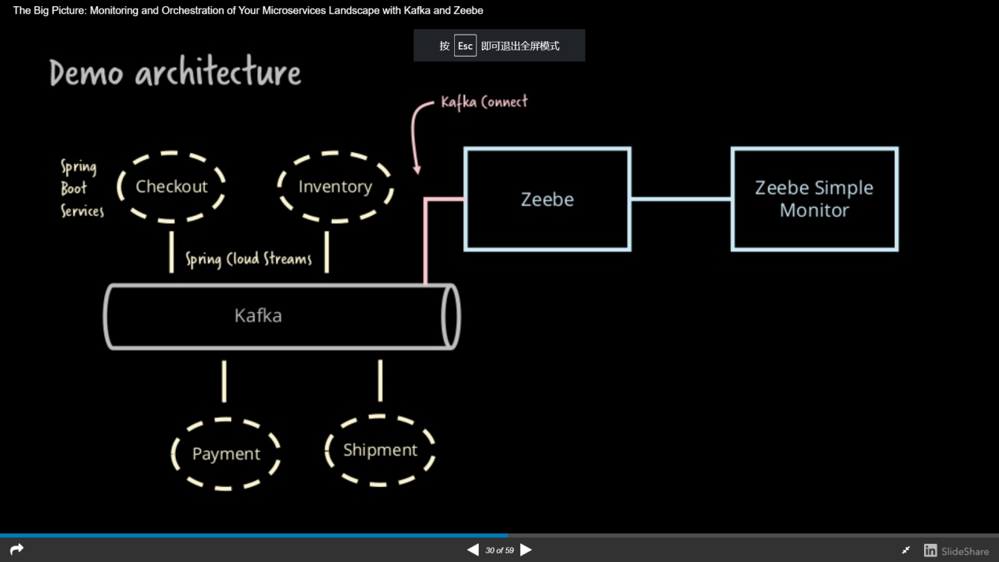 The Big Picture: Monitoring and Orchestration of Your Microservices Landscape with Kafka and Zeebe
按 Esc 即可退出全屏模式
Demo architecture
Kafka Connect
Spring
Boot
Services
Checkout
Inventory
Zeebe
Zeebe Simple
Monitor
Spring Cloud Streams
Kafka
Payment
Shipment
30 of 59
in SlideShare